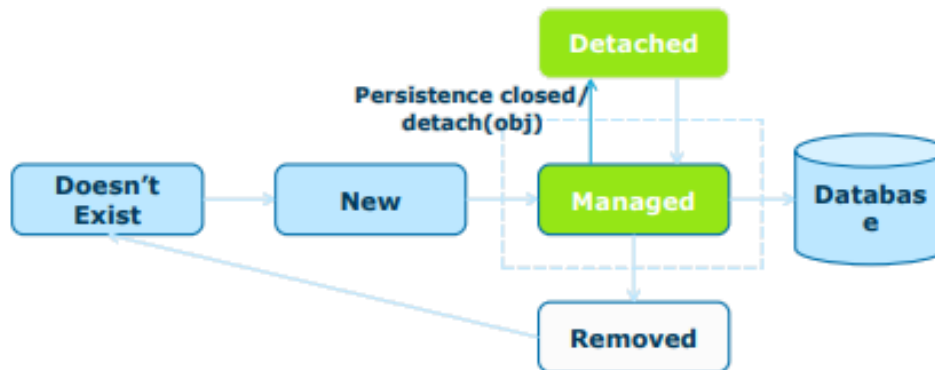 Detached
Persistence closed/
detach(obj)
Doesn't
Exist
New
Managed
Databas
e
Removed